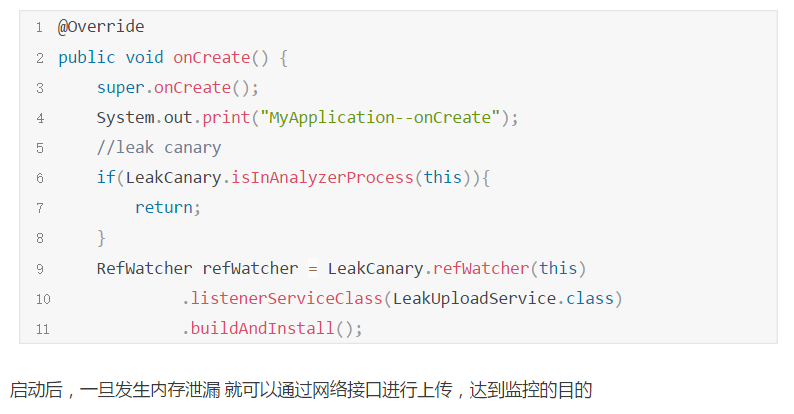 1 @Override
2 public void onCreate() {
3 super.onCreate();
4 System.out.print("MyApplication--onCreate");
5 //leak canary
6 if(LeakCanary.isInAnalyzerProcess(this)){
7 return;
8 }
9 RefWatcher refWatcher = LeakCanary.refWatcher(this)
10 .listenerServiceClass(LeakUploadService.class)
11 .buildAndInstall();
启动后，一旦发生内存泄漏 就可以通过网络接口进行上传，达到监控的目的